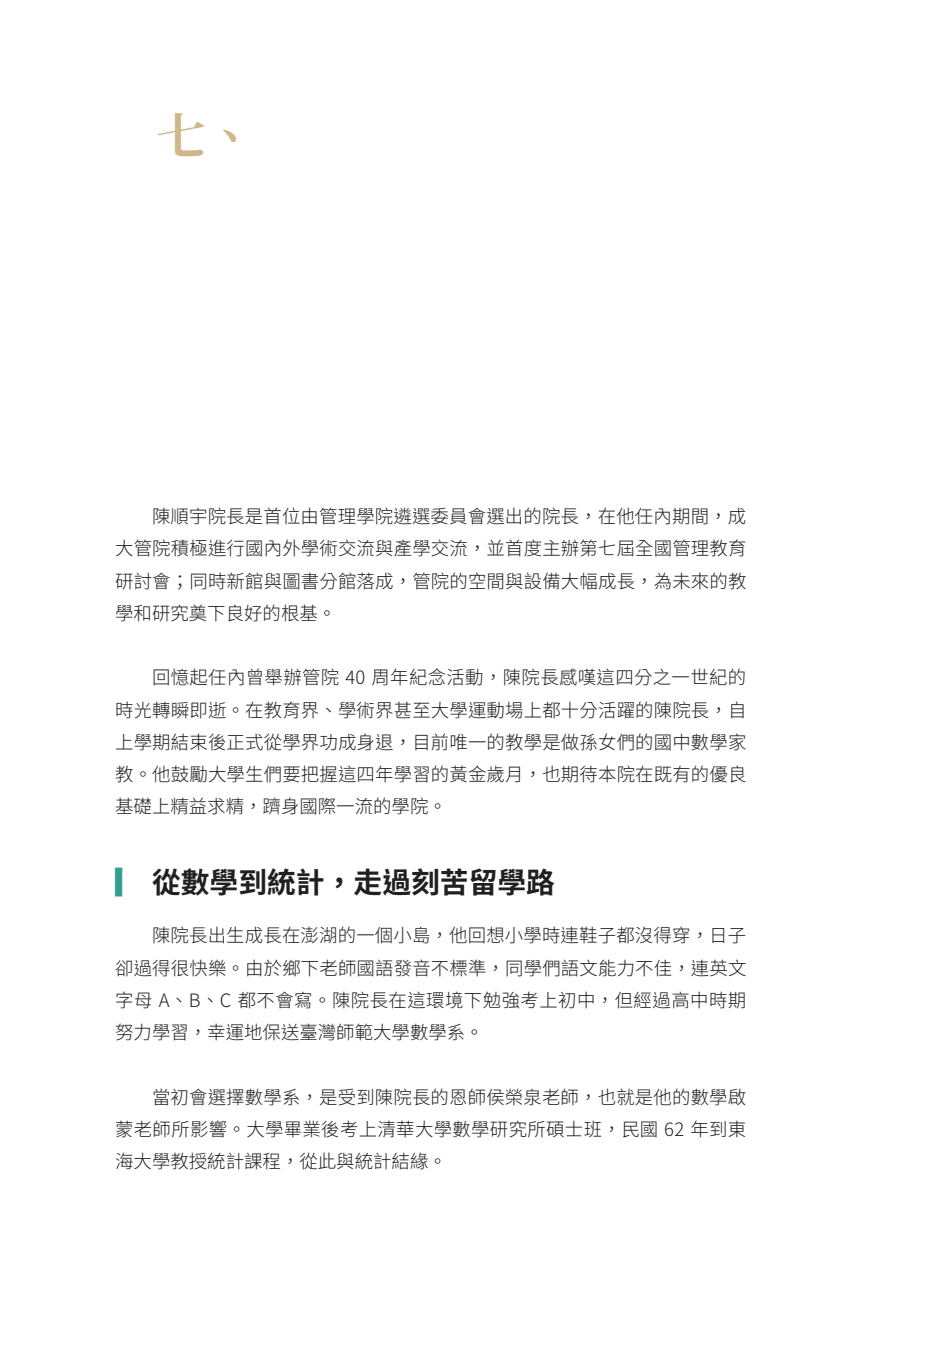 七、
陳順宇院長是首位由管理學院遴選委員會選出的院長，在他任內期間，成
大管院積極進行國內外學術交流與產學交流，並首度主辦第七屆全國管理教育
研討會；同時新館與圖書分館落成，管院的空間與設備大幅成長，為未來的教
學和研究奠下良好的根基。
回憶起任內曾舉辦管院 40 周年紀念活動，陳院長感嘆這四分之一世紀的
時光轉瞬即逝。在教育界、學術界甚至大學運動場上都十分活躍的陳院長，自
上學期結束後正式從學界功成身退，目前唯一的教學是做孫女們的國中數學家
教。他鼓勵大學生們要把握這四年學習的黃金歲月，也期待本院在既有的優良
基礎上精益求精，躋身國際一流的學院。
從數學到統計，走過刻苦留學路
陳院長出生成長在澎湖的一個小島，他回想小學時連鞋子都沒得穿，日子
卻過得很快樂。由於鄉下老師國語發音不標準，同學們語文能力不佳，連英文
字母 A、B、C 都不會寫。陳院長在這環境下勉強考上初中，但經過高中時期
努力學習，幸運地保送臺灣師範大學數學系。
當初會選擇數學系，是受到陳院長的恩師侯榮泉老師，也就是他的數學啟
蒙老師所影響。大學畢業後考上清華大學數學研究所碩士班，民國 62 年到東
海大學教授統計課程，從此與統計結緣。